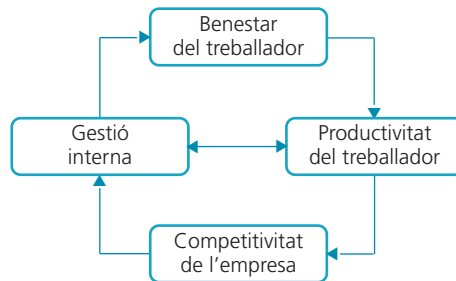 Benestar
del treballador
Gestió
interna
Productivitat
del treballador
Competitivitat
de l'empresa